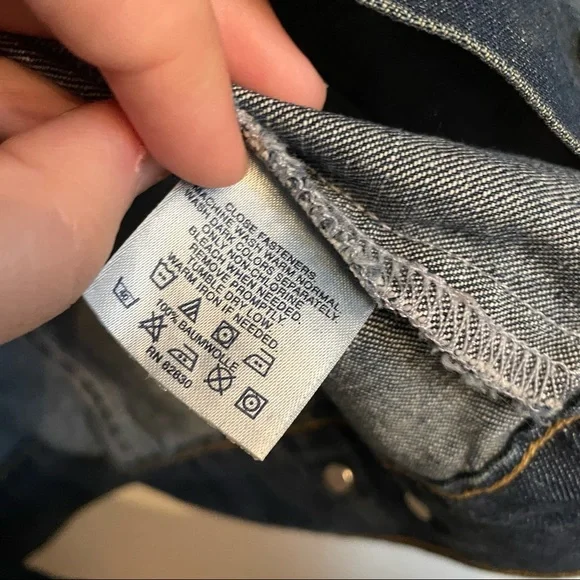 CLOSE FASTENERS.
MACHINE WASH WARM NORMAL.
WASH DARK COLORS SEPARATELY.
ONLY NON-CHLORINE
BLEACH WHEN NEEDED.
REMOVE PROMPTLY.
TUMBLE DRY LOW.
WARM IRON IF NEEDED.
100% BAUMWOLLE
RN 62630